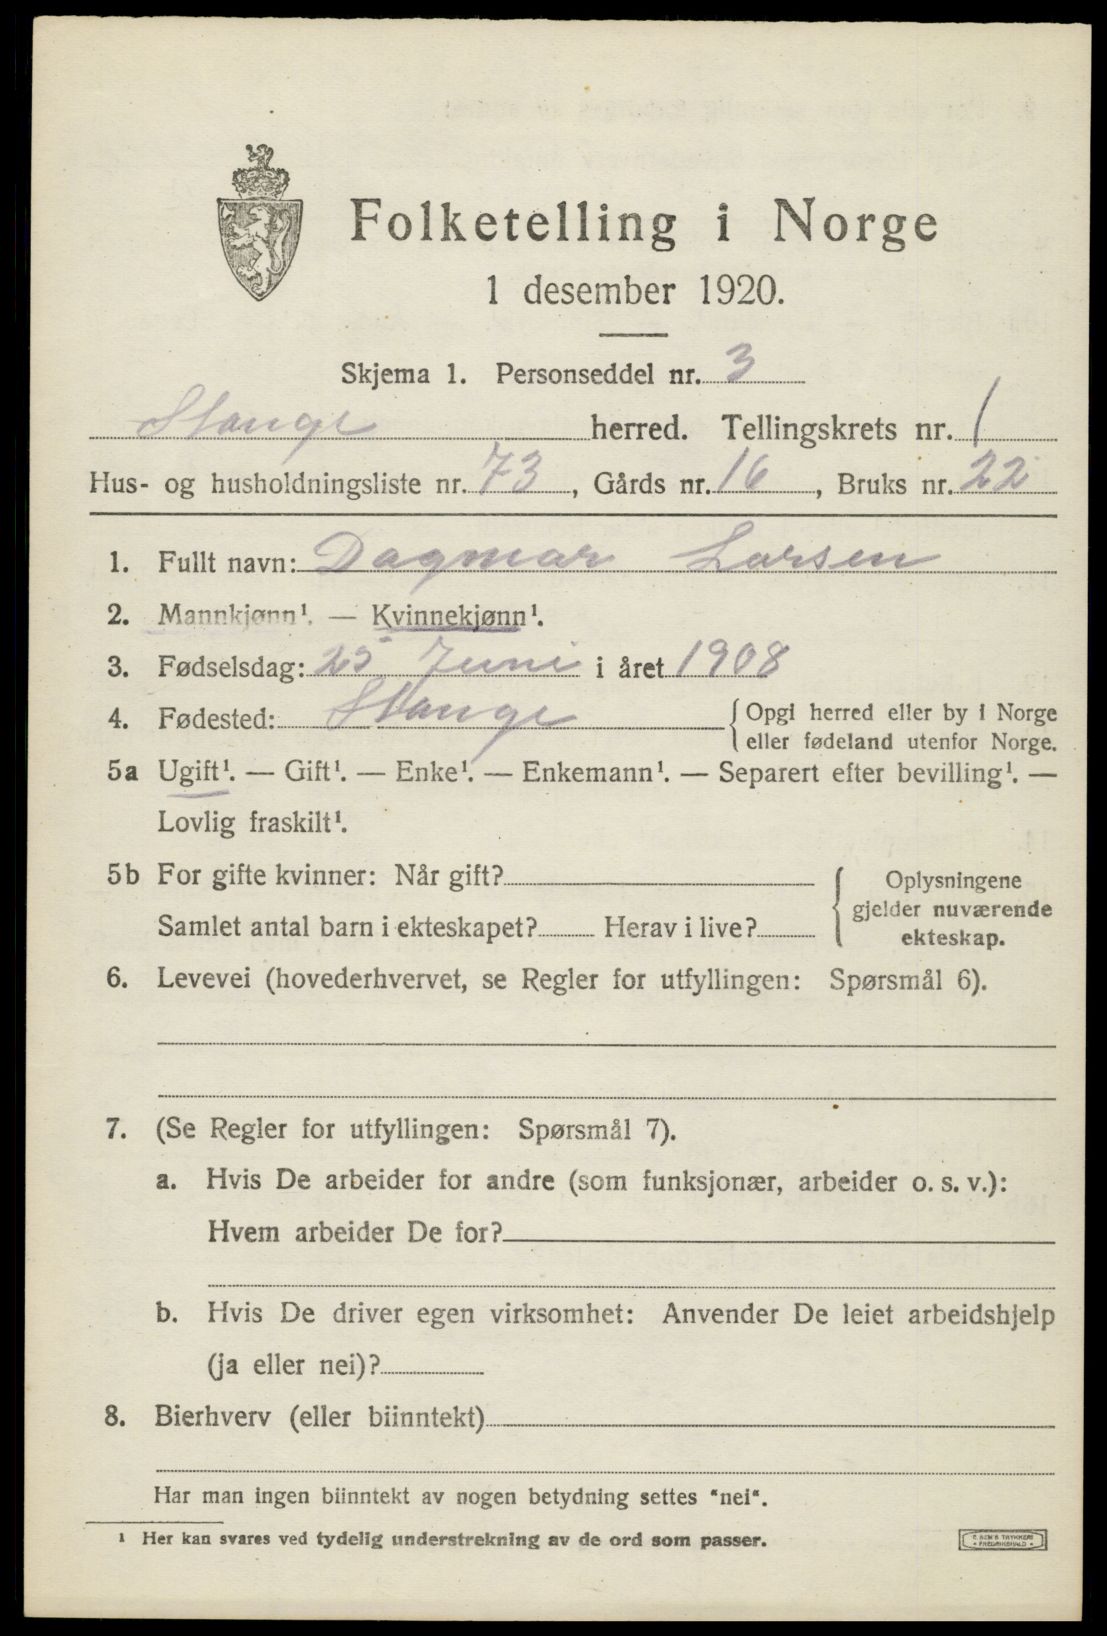 Folketelling i Norge
1 desember 1920.
Skjema 1. Personseddel nr. 3
Stange herred. Tellingskrets nr. 1
Hus- og husholdningsliste nr. 73, Gårds nr. 16, Bruks nr. 22
1. Fullt navn: Dagmar Larsen
2. Mannkjønn¹. — Kvinnekjønn¹.
3. Fødselsdag: 25 Juni i året 1908
4. Fødested: Stange {Opgi herred eller by i Norge
eller fødeland utenfor Norge.
5a Ugift¹. — Gift¹. — Enke¹. — Enkemann¹. — Separert efter bevilling¹. —
Lovlig fraskilt¹.
5b For gifte kvinner: Når gift?
Samlet antal barn i ekteskapet? Herav i live?
{ Oplysningene
gjelder nuværende
ekteskap.
6. Levevei (hovederhvervet, se Regler for utfyllingen: Spørsmål 6).
7. (Se Regler for utfyllingen: Spørsmål 7).
a. Hvis De arbeider for andre (som funksjonær, arbeider o. s. v.):
Hvem arbeider De for?
b. Hvis De driver egen virksomhet: Anvender De leiet arbeidshjelp
(ja eller nei)?
8. Bierhverv (eller biinntekt)
Har man ingen biinntekt av nogen betydning settes "nei".
¹ Her kan svares ved tydelig understrekning av de ord som passer.
FREDRIKSHALD